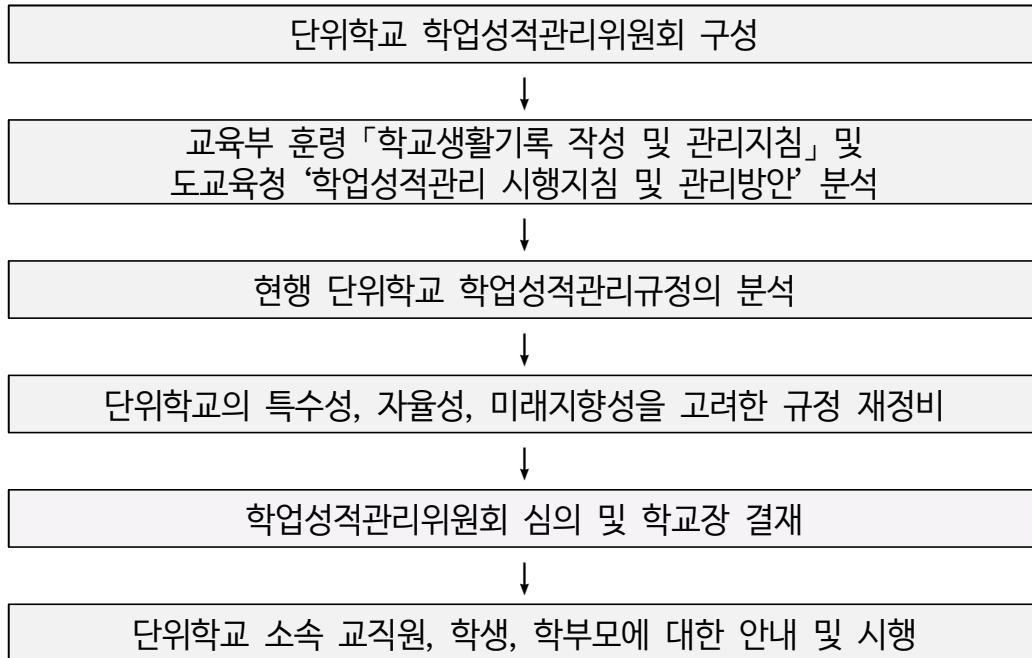 단위학교 학업성적관리위원회 구성
교육부 훈령「학교생활기록 작성 및 관리지침」및
도교육청 ‘학업성적관리 시행지침 및 관리방안’ 분석
현행 단위학교 학업성적관리규정의 분석
단위학교의 특수성, 자율성, 미래지향성을 고려한 규정 재정비
학업성적관리위원회 심의 및 학교장 결재
단위학교 소속 교직원, 학생, 학부모에 대한 안내 및 시행